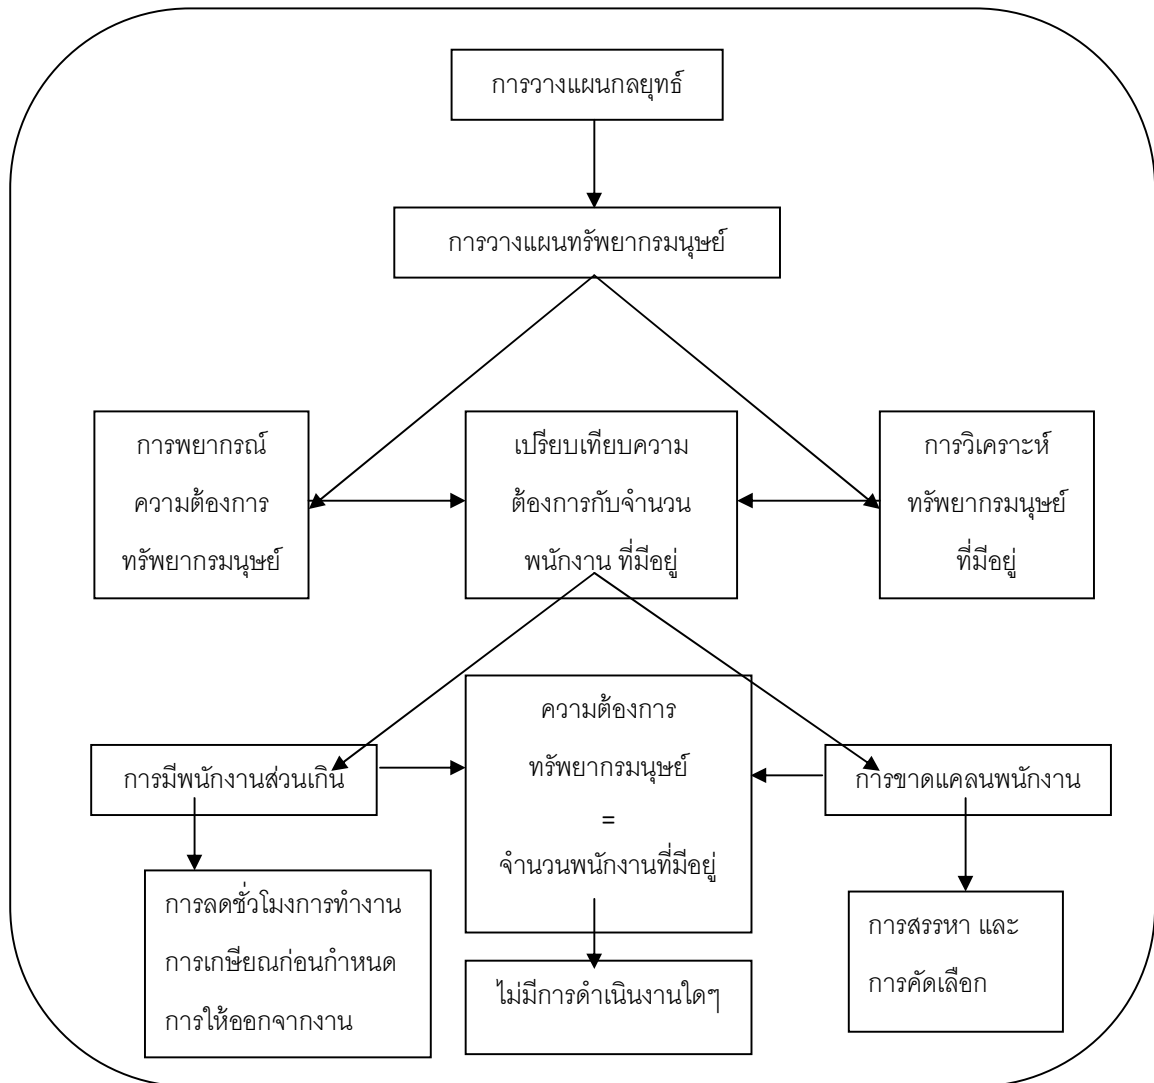 การวางแผนกลยุทธ์
การวางแผนทรัพยากรมนุษย์
การพยากรณ์
ความต้องการ
ทรัพยากรมนุษย์
เปรียบเทียบความ
ต้องการกับจำนวน
พนักงาน ที่มีอยู่
การวิเคราะห์
ทรัพยากรมนุษย์
ที่มีอยู่
การมีพนักงานส่วนเกิน
ความต้องการ
ทรัพยากรมนุษย์
=
จำนวนพนักงานที่มีอยู่
การขาดแคลนพนักงาน
การลดชั่วโมงการทำงาน
การเกษียณก่อนกำหนด
การให้ออกจากงาน
ไม่มีการดำเนินงานใดๆ
การสรรหา และ
การคัดเลือก